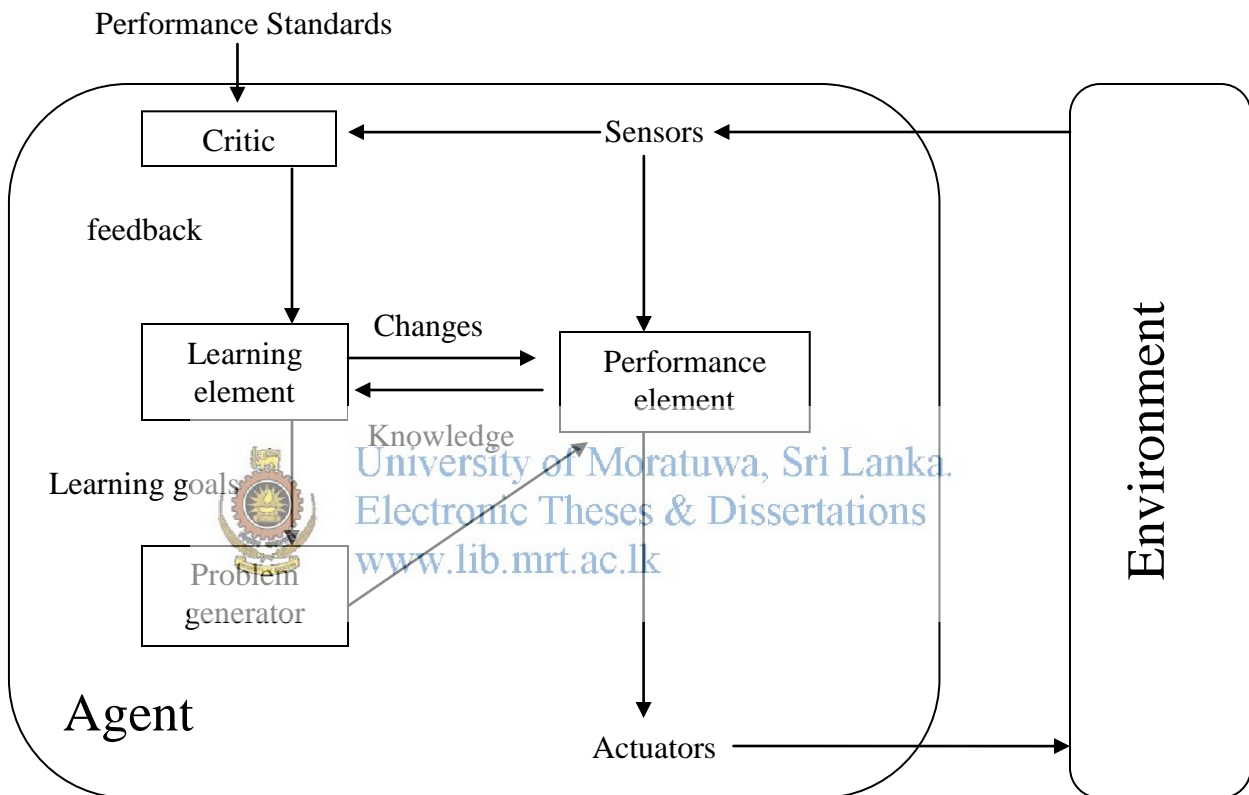 Performance Standards
Critic
Sensors
feedback
Changes
Learning
element
Performance
element
Knowledge
University of Moratuwa, Sri Lanka.
Learning goals
Electronic Theses & Dissertations
www.lib.mrt.ac.lk
Problem
generator
Agent
Actuators
Environment